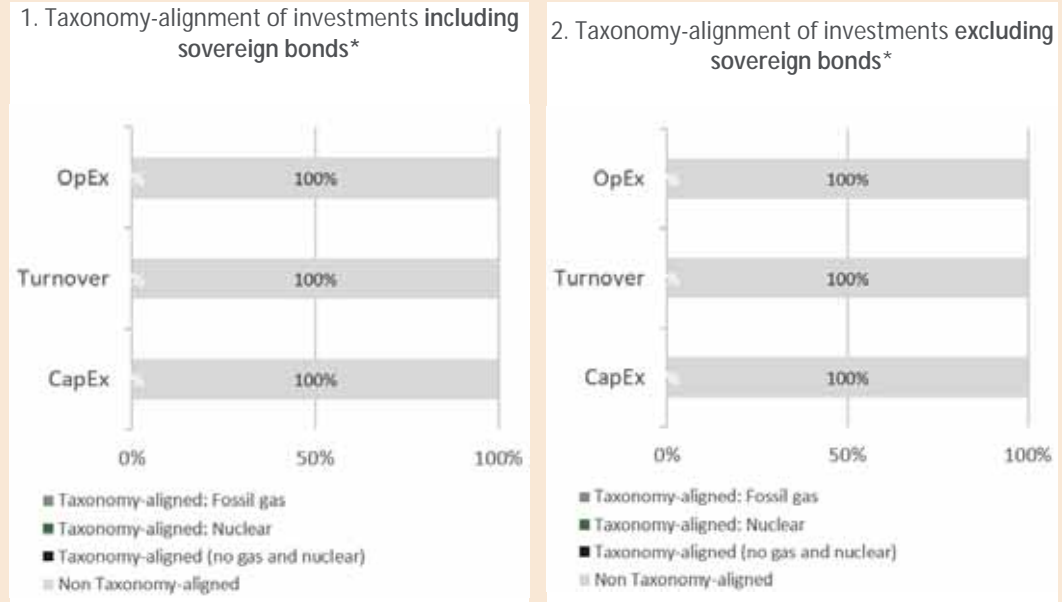 1. Taxonomy-alignment of investments including
sovereign bonds*
OpEx
100%
Turnover
100%
CapEx
100%
0% 50% 100%
Taxonomy-aligned: Fossil gas
Taxonomy-aligned: Nuclear
Taxonomy-aligned (no gas and nuclear)
Non Taxonomy-aligned
2. Taxonomy-alignment of investments excluding
sovereign bonds*
OpEx
100%
Turnover
100%
CapEx
100%
0% 50% 100%
Taxonomy-aligned: Fossil gas
Taxonomy-aligned: Nuclear
Taxonomy-aligned (no gas and nuclear)
Non Taxonomy-aligned